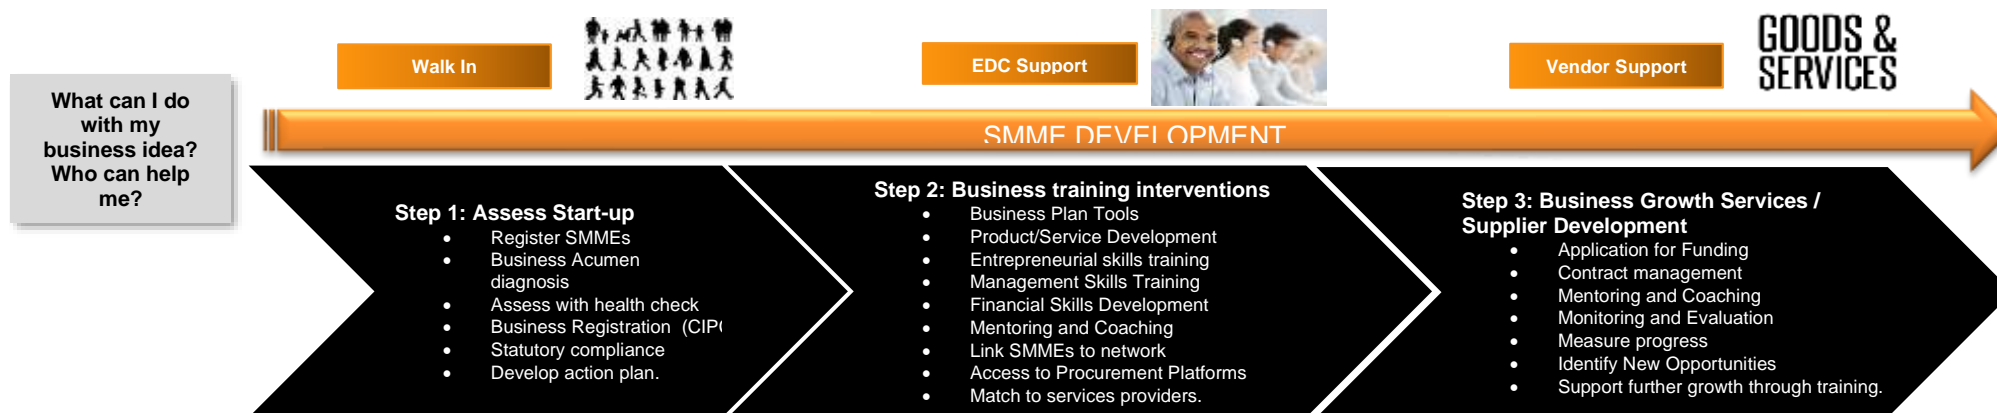 What can I do
with my
business idea?
Who can help
me?
Walk In
EDC Support
Vendor Support
GOODS &
SERVICES
SMME DEVELOPMENT
Step 1: Assess Start-up
• Register SMMEs
• Business Acumen
diagnosis
• Assess with health check
• Business Registration (CIP
• Statutory compliance
• Develop action plan.
Step 2: Business training interventions
• Business Plan Tools
• Product/Service Development
• Entrepreneurial skills training
• Management Skills Training
• Financial Skills Development
• Mentoring and Coaching
• Link SMMEs to network
• Access to Procurement Platforms
• Match to services providers.
Step 3: Business Growth Services /
Supplier Development
• Application for Funding
• Contract management
• Mentoring and Coaching
• Monitoring and Evaluation
• Measure progress
• Identify New Opportunities
• Support further growth through training.